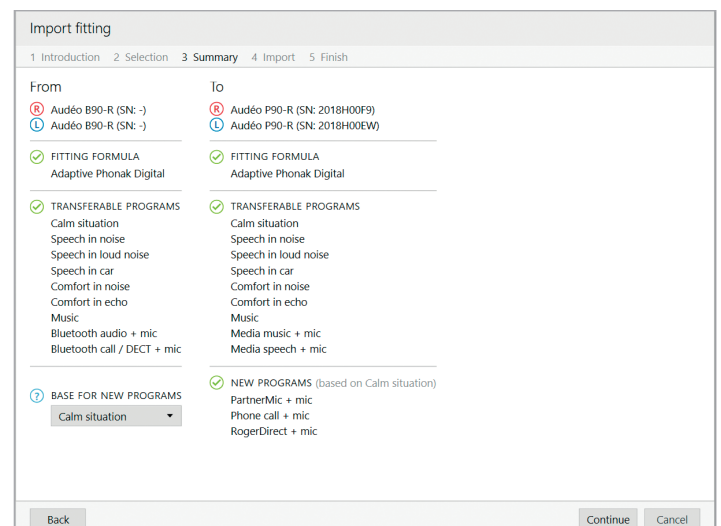 Import fitting
1 Introduction 2 Selection 3 Summary 4 Import 5 Finish
From
R Audéo B90-R (SN: -)
L Audéo B90-R (SN: -)
FITTING FORMULA
Adaptive Phonak Digital
TRANSFERABLE PROGRAMS
Calm situation
Speech in noise
Speech in loud noise
Speech in car
Comfort in noise
Comfort in echo
Music
Bluetooth audio + mic
Bluetooth call / DECT + mic
? BASE FOR NEW PROGRAMS
Calm situation
To
R Audéo P90-R (SN: 2018H00F9)
L Audéo P90-R (SN: 2018H00EW)
FITTING FORMULA
Adaptive Phonak Digital
TRANSFERABLE PROGRAMS
Calm situation
Speech in noise
Speech in loud noise
Speech in car
Comfort in noise
Comfort in echo
Music
Media music + mic
Media speech + mic
NEW PROGRAMS (based on Calm situation)
PartnerMic + mic
Phone call + mic
RogerDirect + mic
Back
Continue
Cancel